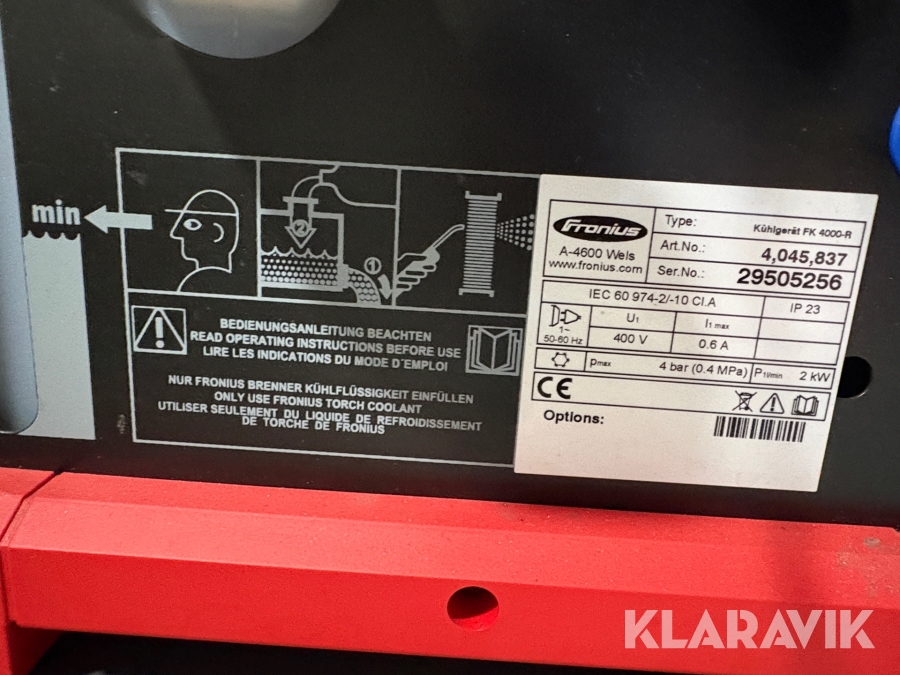 min
②
①
BEDIENUNGSANLEITUNG BEACHTEN
READ OPERATING INSTRUCTIONS BEFORE USE
LIRE LES INDICATIONS DU MODE D´EMPLOI
NUR FRONIUS BRENNER KÜHLFLÜSSIGKEIT EINFÜLLEN
ONLY USE FRONIUS TORCH COOLANT
UTILISER SEULEMENT DU LIQUIDE DE REFROIDISSEMENT
DE TORCHE DE FRONIUS
Fronius
A-4600 Wels
www.fronius.com
Type: Kühlgerät FK 4000-R
Art.No.: 4,045,837
Ser.No.: 29505256
IEC 60 974-2/-10 Cl.A IP 23
1~
50-60 Hz
U1 I1 max
400 V 0.6 A
pmax 4 bar (0.4 MPa) P1l/min 2 kW
CE
Options:
KLARAVIK